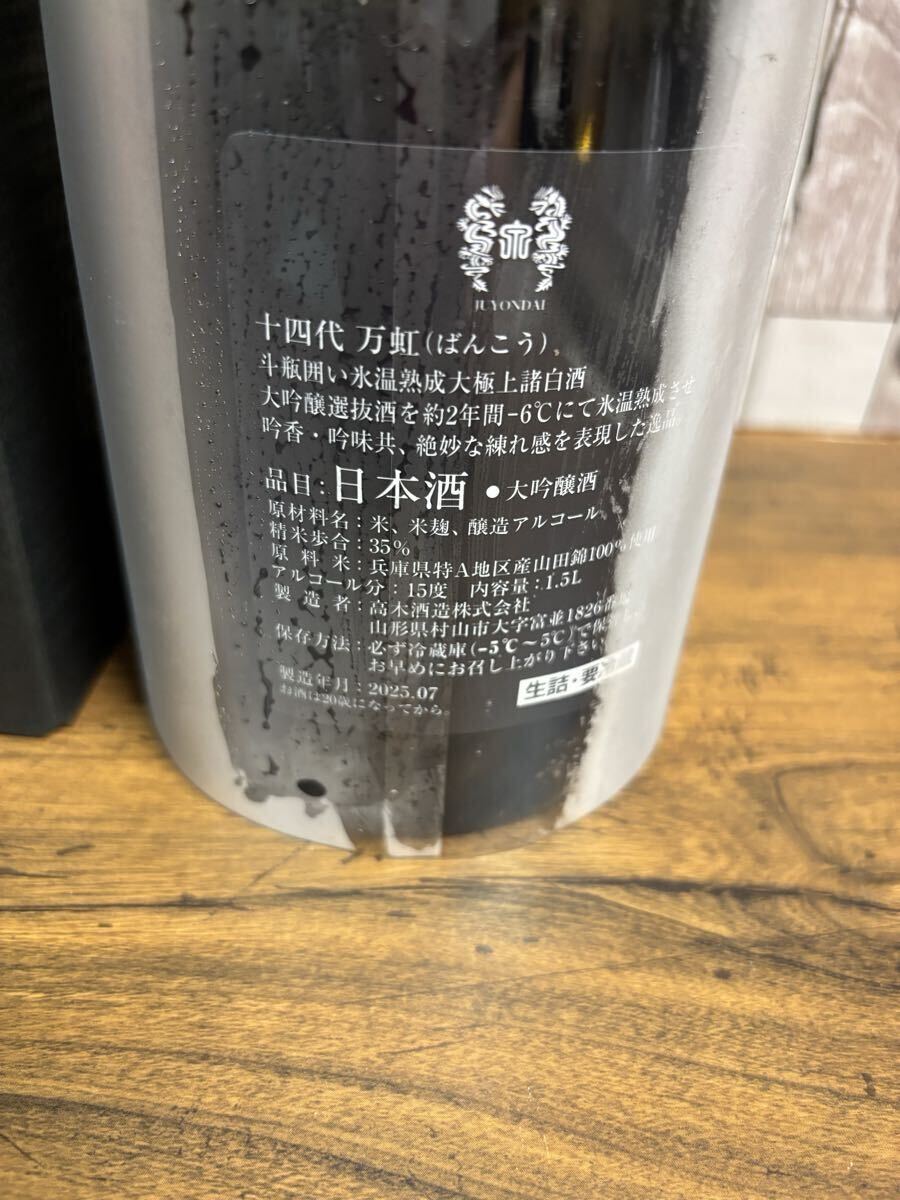 JUYONDAI
十四代 万虹(ばんこう)
斗瓶囲い氷温熟成大極上諸白酒
大吟醸選抜酒を約2年間-6℃にて氷温熟成させ
吟香・吟味共、絶妙な練れ感を表現した逸品。
品目:日本酒・大吟醸酒
原材料名:米、米麹、醸造アルコール
精米歩合:35%
原料米:兵庫県特A地区産山田錦100%使用
アルコール分:15度 内容量:1.5L
製造者:高木酒造株式会社
山形県村山市大字富並1826番地
保存方法:必ず冷蔵庫(-5℃~5℃)で保
お早めにお召し上がり下さい
生詰・要冷
製造年月:2025.07
お酒は20歳になってから。